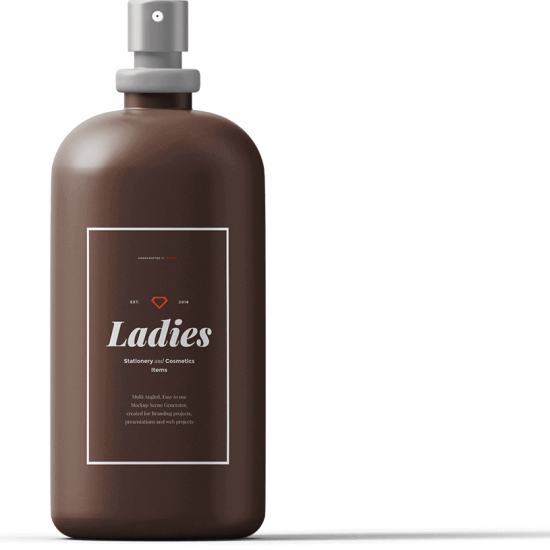 EST. 2016
Ladies
Stationery and Cosmetics
Items
Multi Angled, Easy to use
Mockup Scene Generator,
created for Branding projects,
presentations and web projects